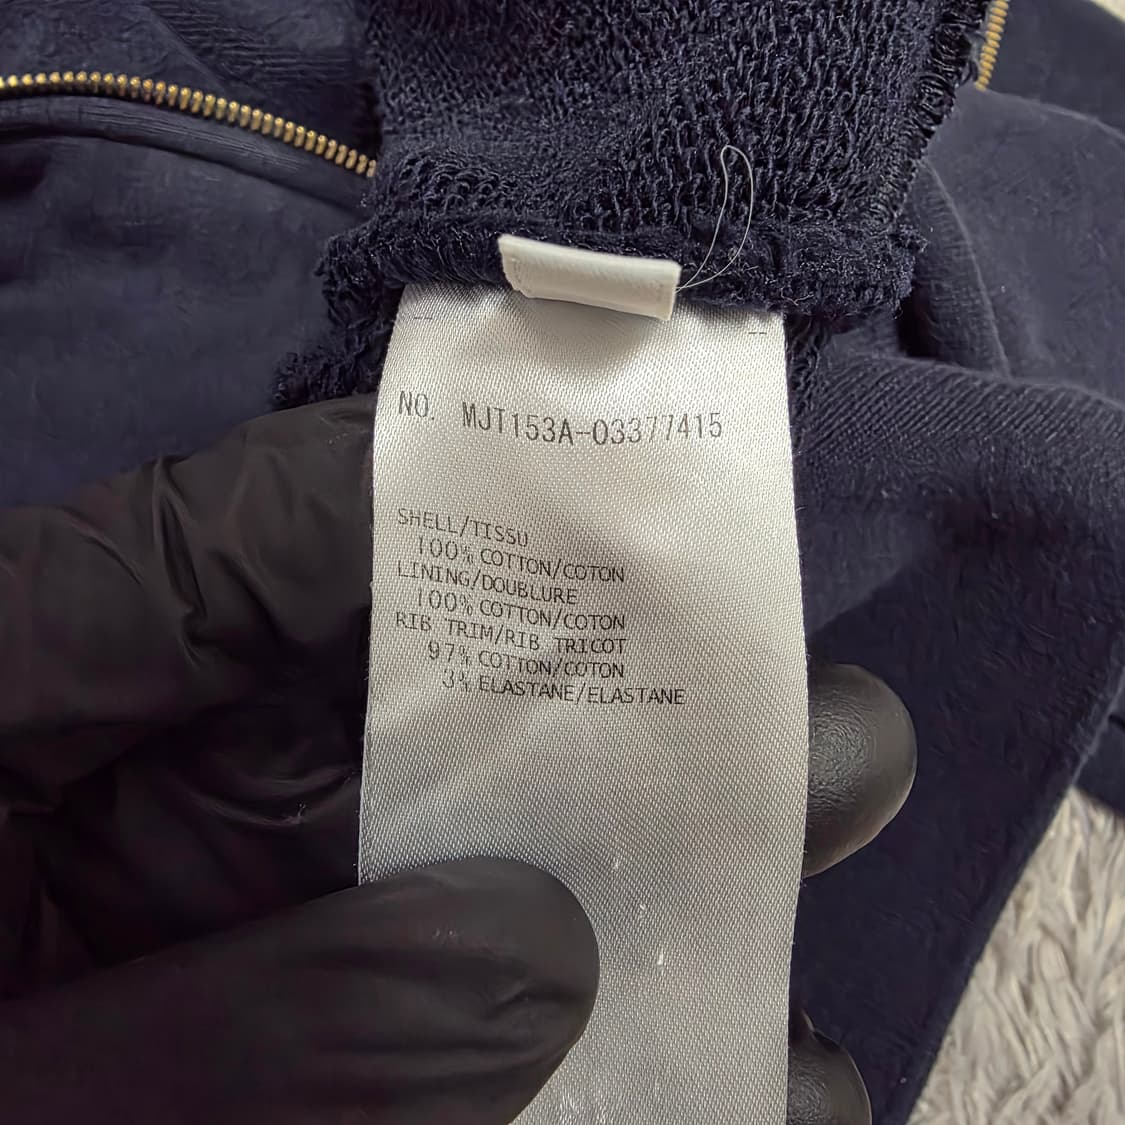 NO. MJT153A-03377415
SHELL/TISSU
100% COTTON/COTON
LINING/DOUBLURE
100% COTTON/COTON
RIB TRIM/RIB TRICOT
97% COTTON/COTON
3% ELASTANE/ELASTANE